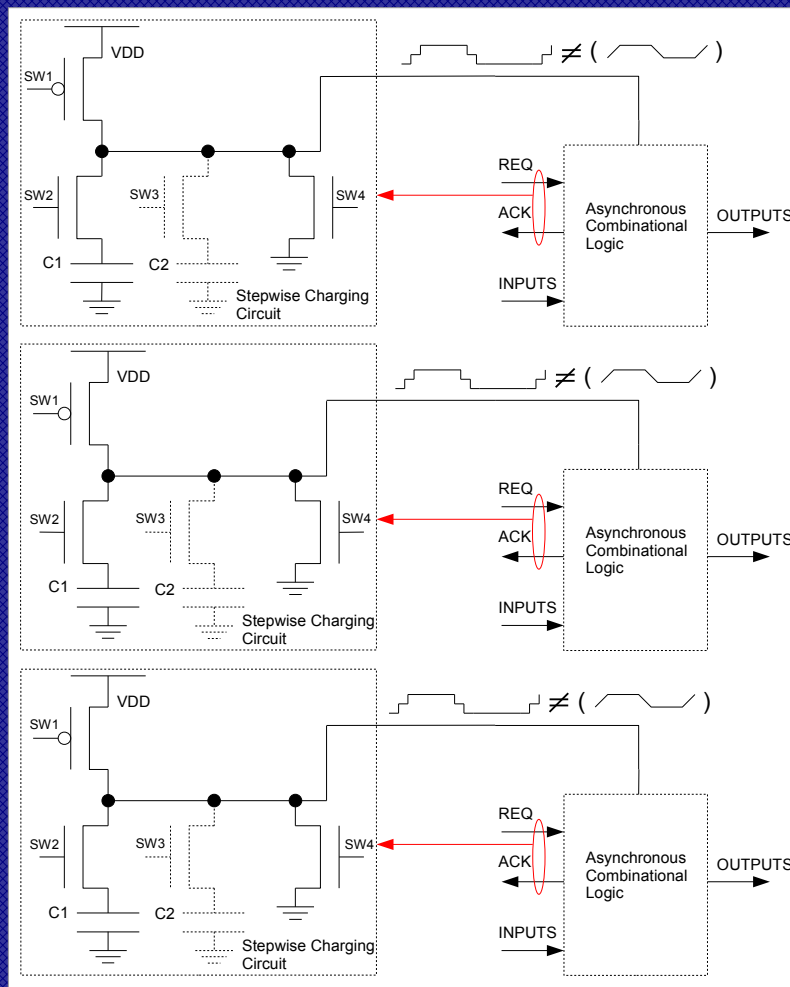 VDD
≠ ( )
SW1
REQ
SW2
SW3
SW4
ACK
Asynchronous
Combinational
Logic
OUTPUTS
C1
C2
INPUTS
Stepwise Charging
Circuit
VDD
≠ ( )
SW1
REQ
SW2
SW3
SW4
ACK
Asynchronous
Combinational
Logic
OUTPUTS
C1
C2
INPUTS
Stepwise Charging
Circuit
VDD
≠ ( )
SW1
REQ
SW2
SW3
SW4
ACK
Asynchronous
Combinational
Logic
OUTPUTS
C1
C2
INPUTS
Stepwise Charging
Circuit